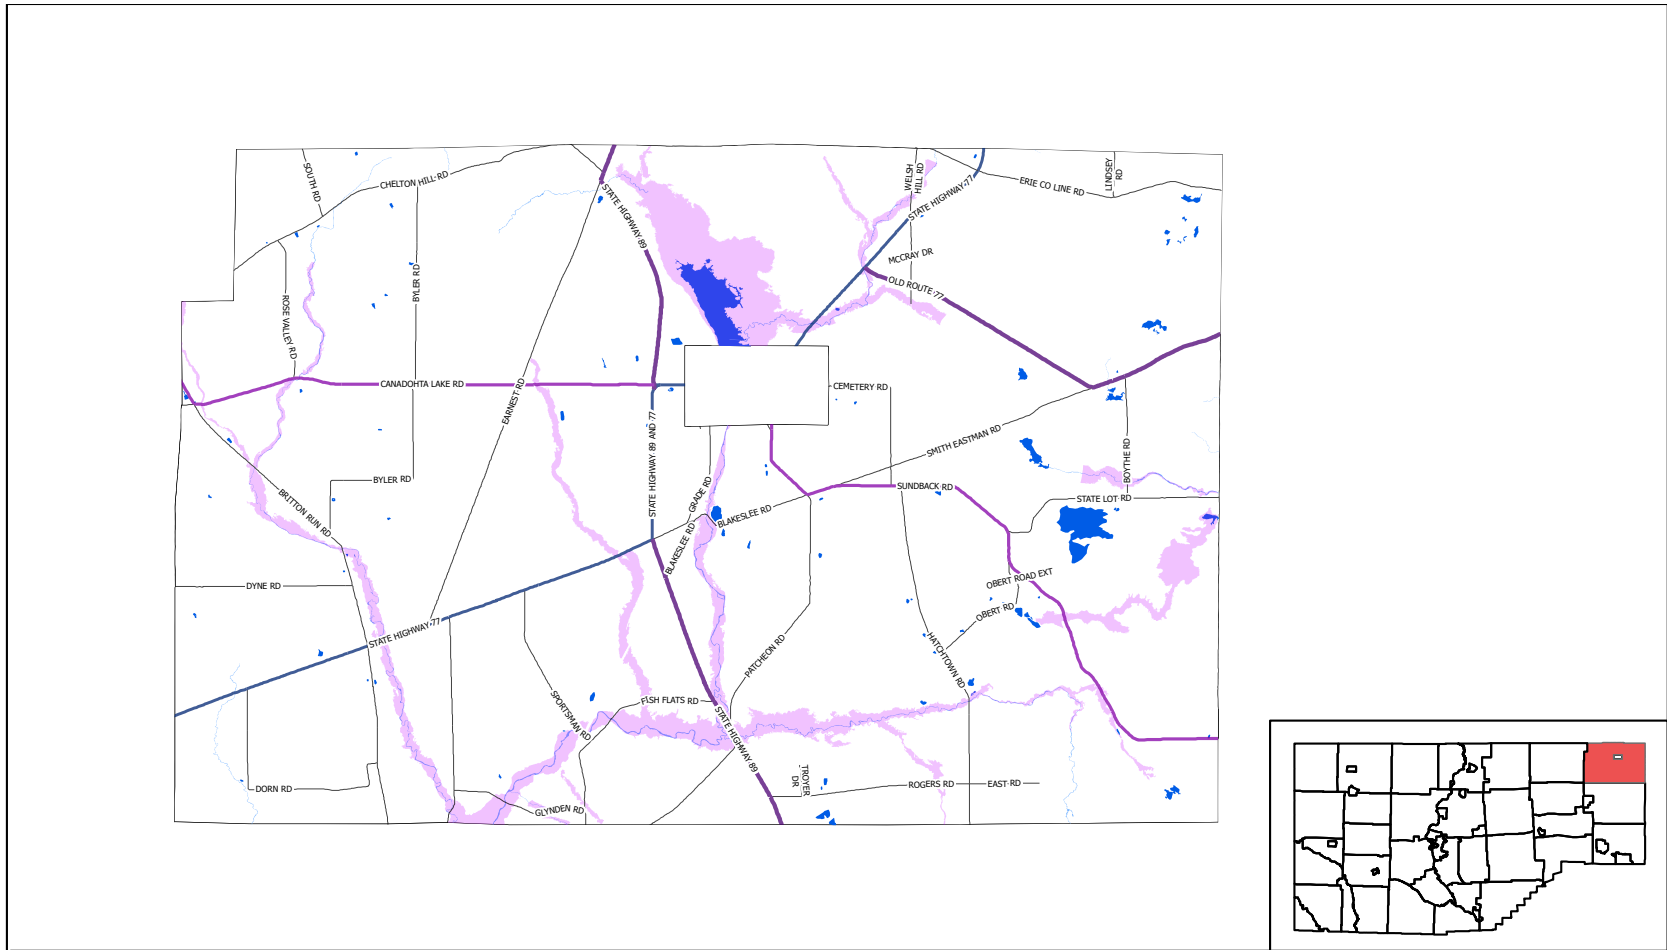 SOUTH RD
CHELTON HILL RD
WELSH
HILL RD
LINDSEY
RD
ERIE CO LINE RD
STATE HIGHWAY 77
STATE HIGHWAY 89
MCCRAY DR
OLD ROUTE 77
BYLER RD
ROSE VALLEY RD
CANADOHTA LAKE RD
EARNEST RD
CEMETERY RD
STATE HIGHWAY 89 AND 77
SMITH EASTMAN RD
BOYTHE RD
BYLER RD
BRITTON RUN RD
GRADE RD
BLAKESLEE RD
BLAKESLEE RD
SUNDBACK RD
STATE LOT RD
DYNE RD
OBERT ROAD EXT
OBERT RD
STATE HIGHWAY 77
HATCHTOWN RD
PATCHEON RD
SPORTSMAN RD
FISH FLATS RD
STATE HIGHWAY 89
DORN RD
TROYER
DR
ROGERS RD
EAST RD
GLYNDEN RD